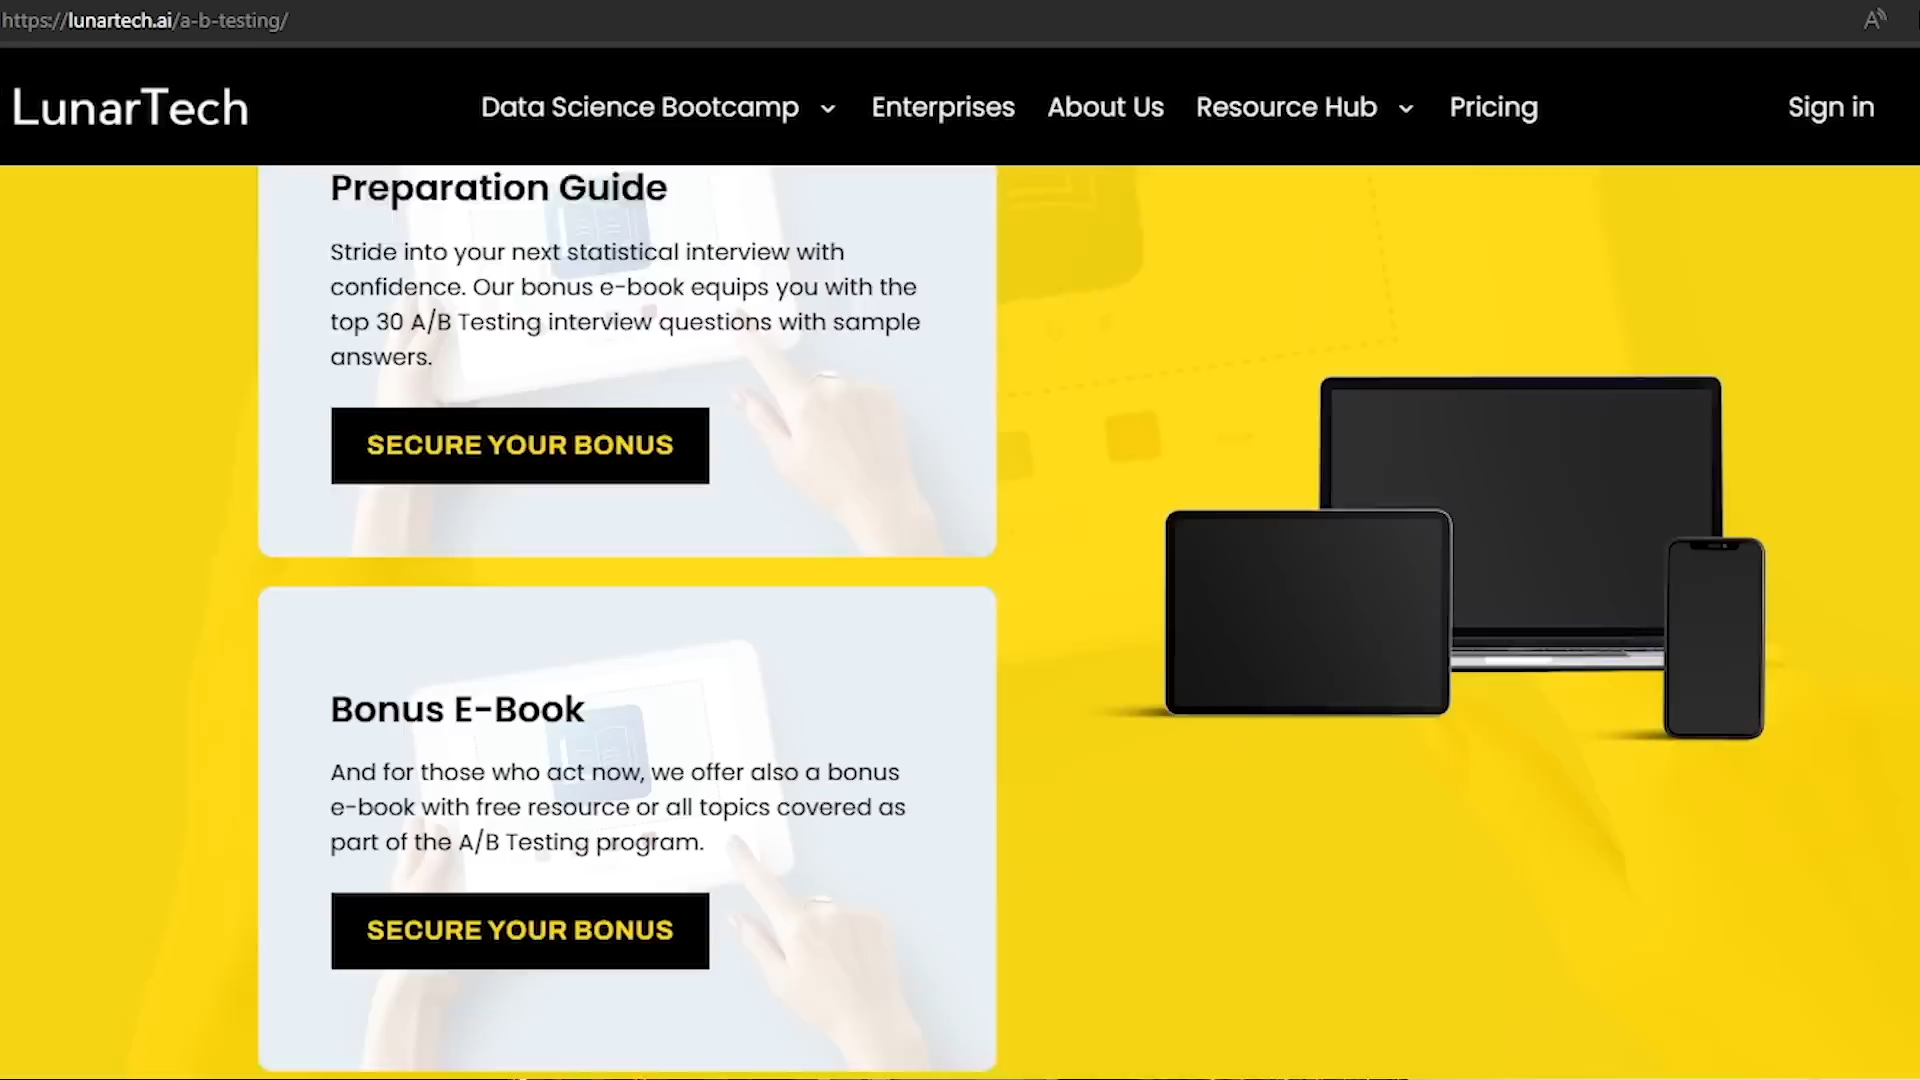 https://lunartech.ai/a-b-testing/
LunarTech
Data Science Bootcamp
Enterprises
About Us
Resource Hub
Pricing
Sign in
Preparation Guide
Stride into your next statistical interview with
confidence. Our bonus e-book equips you with the
top 30 A/B Testing interview questions with sample
answers.
SECURE YOUR BONUS
Bonus E-Book
And for those who act now, we offer also a bonus
e-book with free resource or all topics covered as
part of the A/B Testing program.
SECURE YOUR BONUS